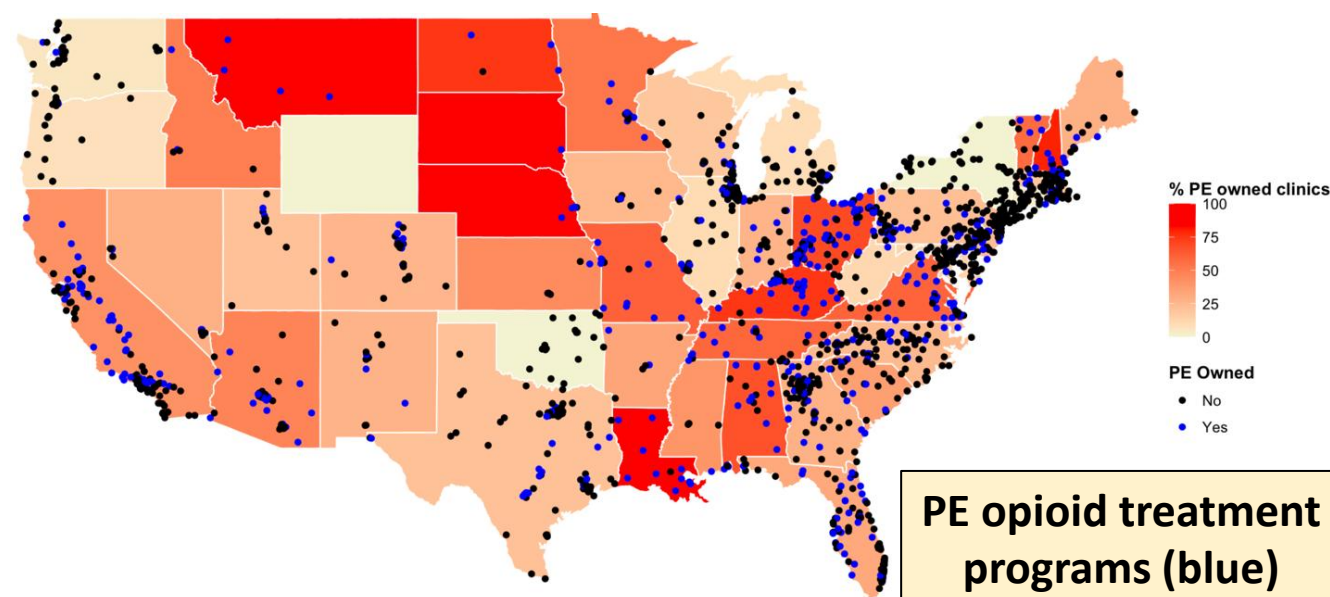 % PE owned clinics
100
75
50
25
0
PE Owned
No
Yes
PE opioid treatment
programs (blue)